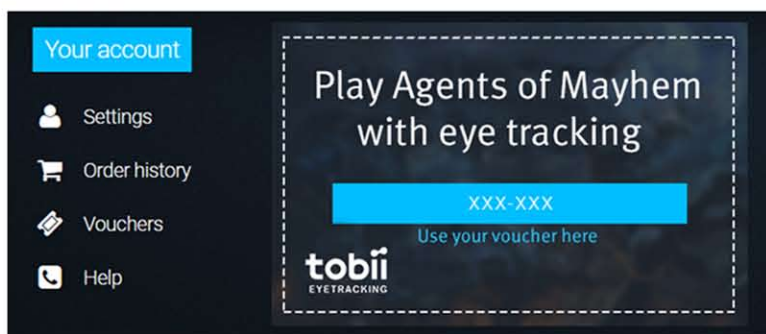 Your account
Settings
Order history
Vouchers
Help
Play Agents of Mayhem
with eye tracking
XXX-XXX
Use your voucher here
tobii
EYETRACKING